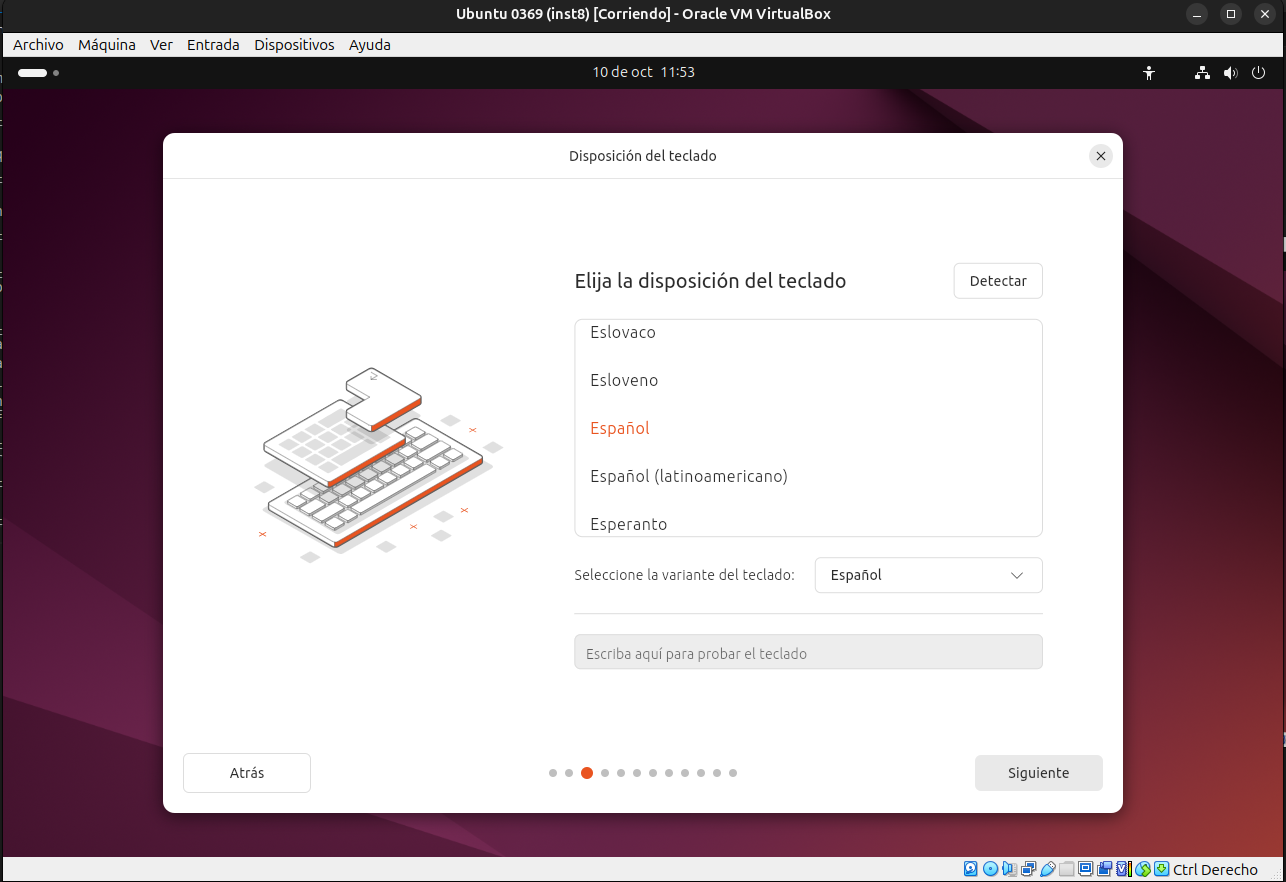 Ubuntu 0369 (inst8) [Corriendo] - Oracle VM VirtualBox
Archivo Máquina Ver Entrada Dispositivos Ayuda
10 de oct 11:53
Disposición del teclado
Elija la disposición del teclado
Detectar
Eslovaco
Esloveno
Español
Español (latinoamericano)
Esperanto
Seleccione la variante del teclado:
Español
Escriba aquí para probar el teclado
Atrás
Siguiente
Ctrl Derecho